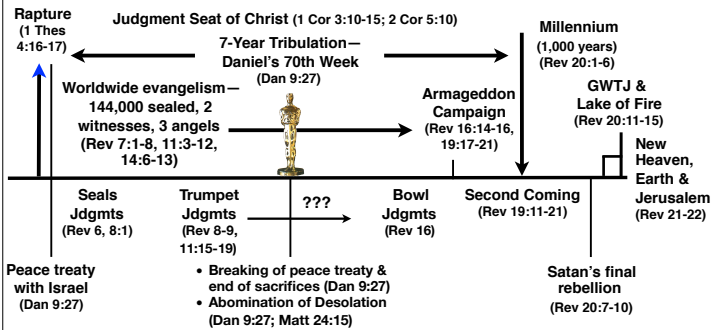 Rapture
(1 Thes
4:16-17)
Judgment Seat of Christ (1 Cor 3:10-15; 2 Cor 5:10)
7-Year Tribulation—
Daniel's 70th Week
(Dan 9:27)
Millennium
(1,000 years)
(Rev 20:1-6)
Worldwide evangelism—
144,000 sealed, 2
witnesses, 3 angels
(Rev 7:1-8, 11:3-12,
14:6-13)
Armageddon
Campaign
(Rev 16:14-16,
19:17-21)
GWTJ &
Lake of Fire
(Rev 20:11-15)
New
Heaven,
Earth &
Jerusalem
(Rev 21-22)
Seals
Jdgmts
(Rev 6, 8:1)
Trumpet
Jdgmts
(Rev 8-9,
11:15-19)
???
Bowl
Jdgmts
(Rev 16)
Second Coming
(Rev 19:11-21)
Peace treaty
with Israel
(Dan 9:27)
• Breaking of peace treaty &
end of sacrifices (Dan 9:27)
• Abomination of Desolation
(Dan 9:27; Matt 24:15)
Satan's final
rebellion
(Rev 20:7-10)